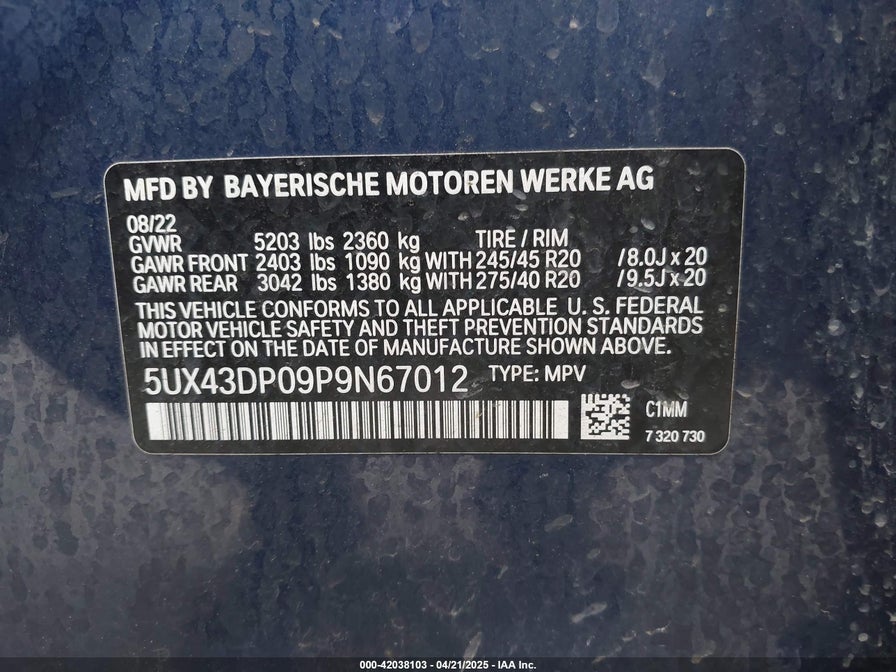 MFD BY BAYERISCHE MOTOREN WERKE AG
08/22
GVWR 5203 lbs 2360 kg TIRE / RIM
GAWR FRONT 2403 lbs 1090 kg WITH 245/45 R20 /8.0J x 20
GAWR REAR 3042 lbs 1380 kg WITH 275/40 R20 /9.5J x 20
THIS VEHICLE CONFORMS TO ALL APPLICABLE U. S. FEDERAL
MOTOR VEHICLE SAFETY AND THEFT PREVENTION STANDARDS
IN EFFECT ON THE DATE OF MANUFACTURE SHOWN ABOVE.
5UX43DP09P9N67012 TYPE: MPV
C1MM
7 320 730
000-42038103 - 04/21/2025 - IAA Inc.